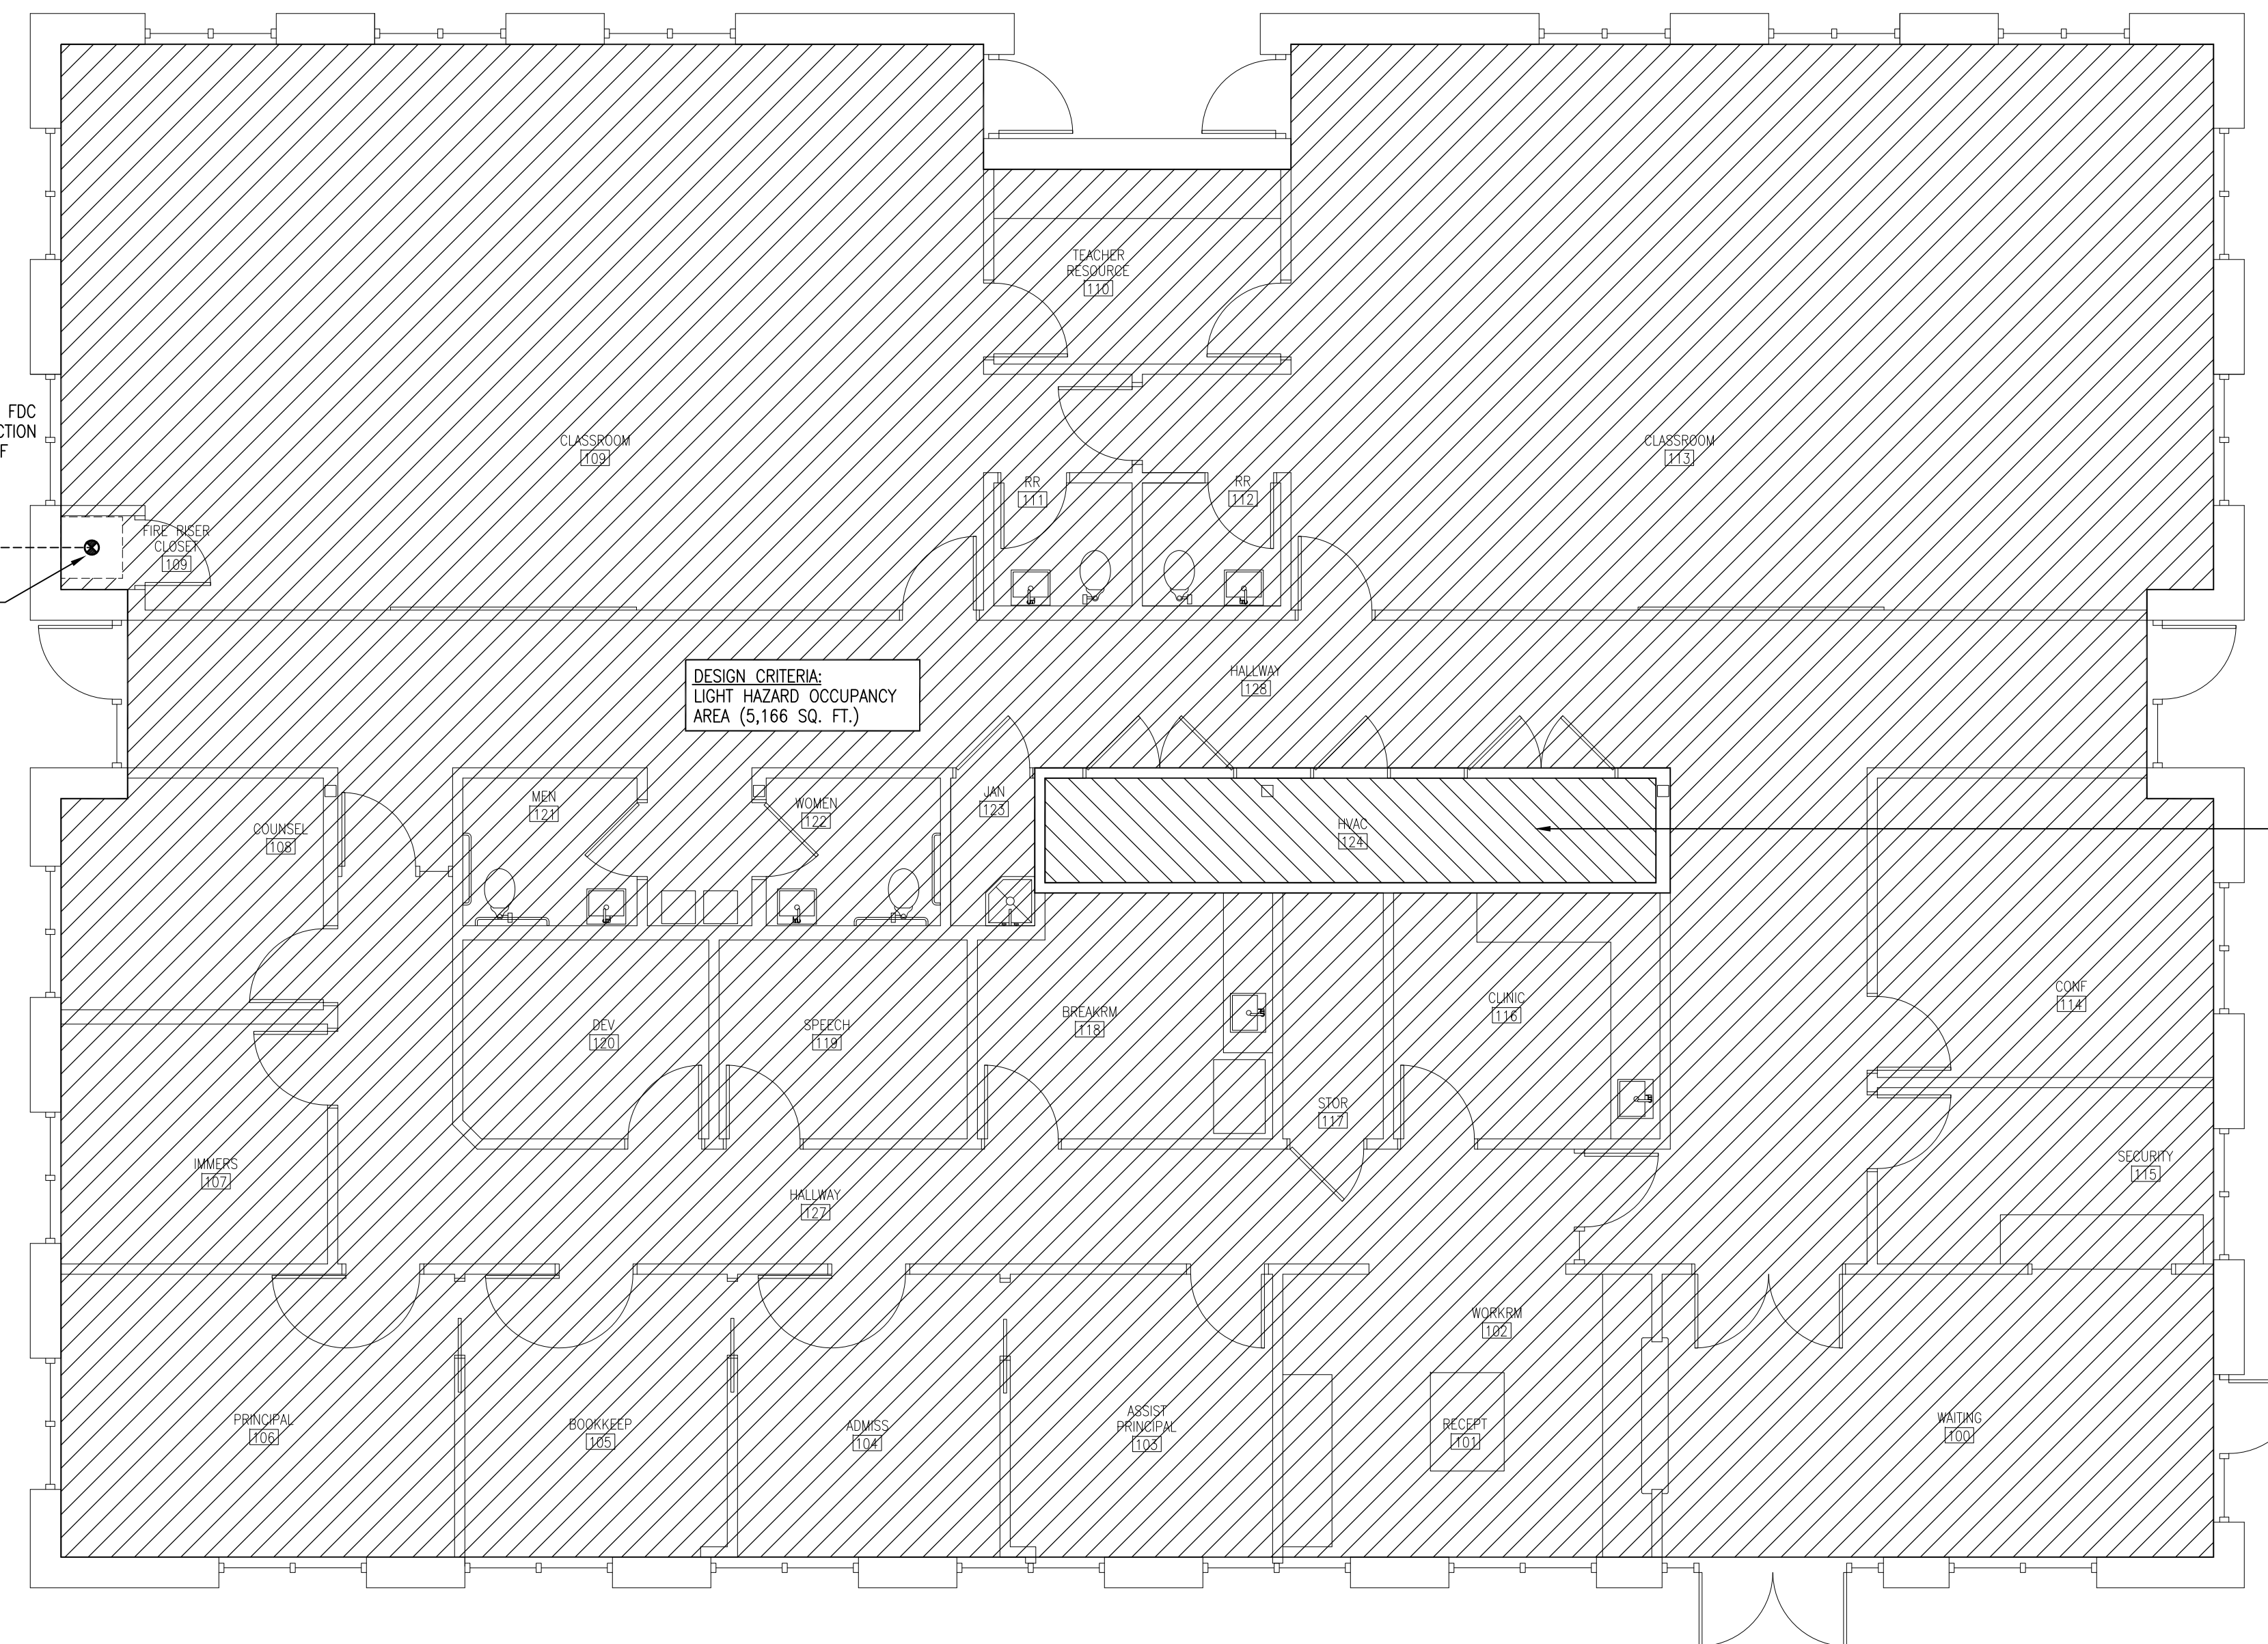 TEACHER
RESOURCE
110
FDC
CTION
F
CLASSROOM
109
CLASSROOM
113
RR
111
RR
112
FIRE RISER
CLOSET
109
DESIGN CRITERIA:
LIGHT HAZARD OCCUPANCY
AREA (5,166 SQ. FT.)
HALLWAY
128
COUNSEL
108
MEN
121
WOMEN
122
JAN
123
HVAC
124
DEV
120
SPEECH
119
BREAKRM
118
CLINIC
116
CONF
114
STOR
117
IMMERS
107
HALLWAY
127
SECURITY
115
WORKRM
102
PRINCIPAL
106
BOOKKEEP
105
ADMISS
104
ASSIST
PRINCIPAL
103
RECEPT
101
WAITING
100